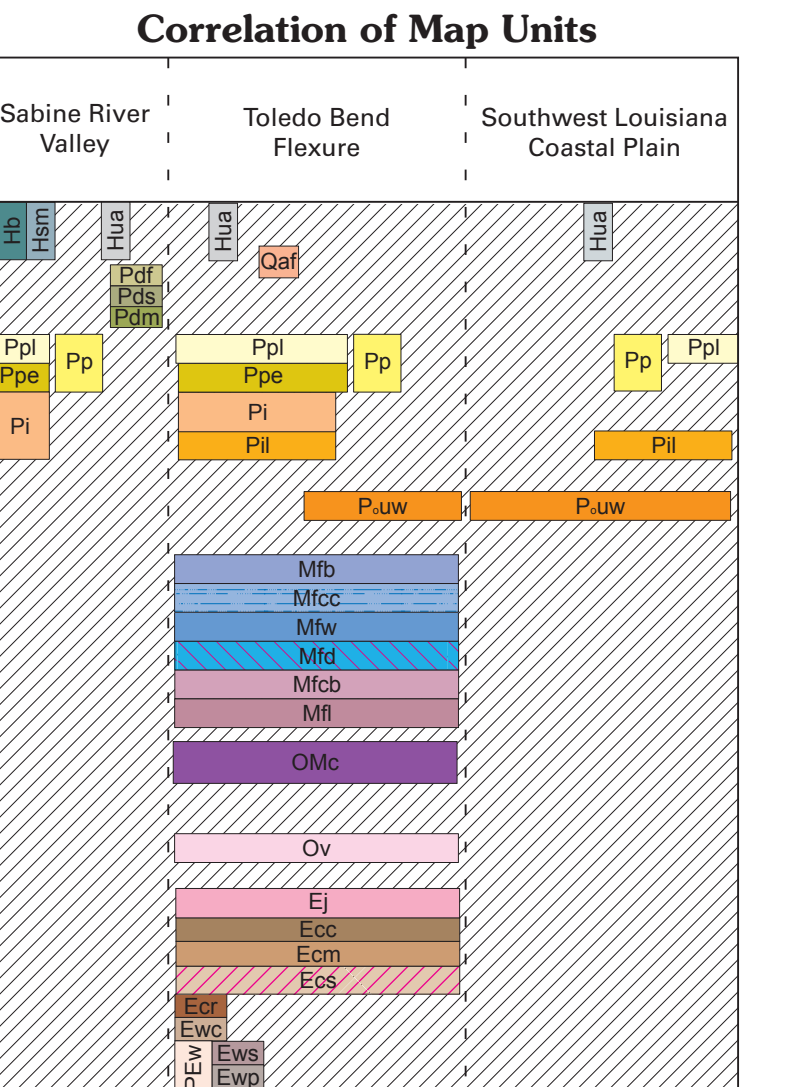 Correlation of Map Units
Sabine River
Valley
Toledo Bend
Flexure
Southwest Louisiana
Coastal Plain
Hb
Hsm
Hua
Hua
Hua
Qaf
Pdf
Pds
Pdm
Ppl
Pp
Ppl
Pp
Pp
Ppl
Ppe
Ppe
Pi
Pi
Pil
Pil
Pₒuw
Pₒuw
Mfb
Mfcc
Mfw
Mfd
Mfcb
Mfl
OMc
Ov
Ej
Ecc
Ecm
Ecs
Ecr
Ewc
PEw
Ews
Ewp